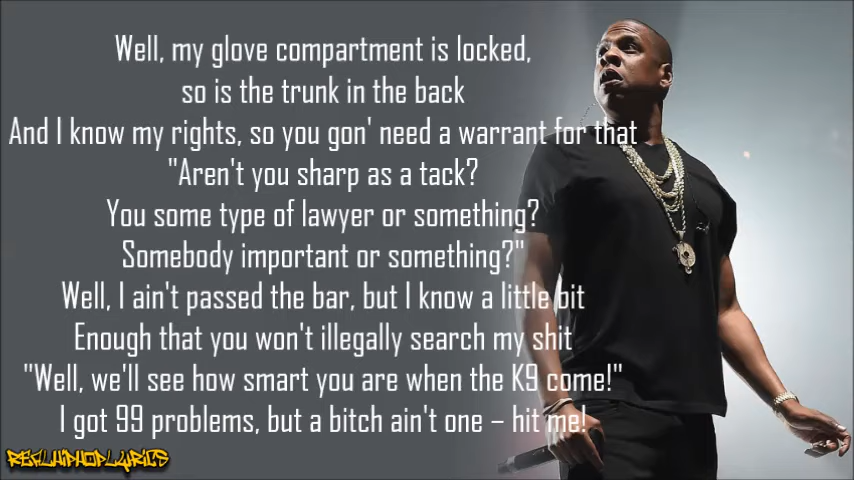 Well, my glove compartment is locked,
so is the trunk in the back
And I know my rights, so you gon' need a warrant for that
"Aren't you sharp as a tack?
You some type of lawyer or something?
Somebody important or something?"
Well, I ain't passed the bar, but I know a little bit
Enough that you won't illegally search my shit
"Well, we'll see how smart you are when the K9 come!"
I got 99 problems, but a bitch ain't one – hit me!
REALHIPHOPLYRICS